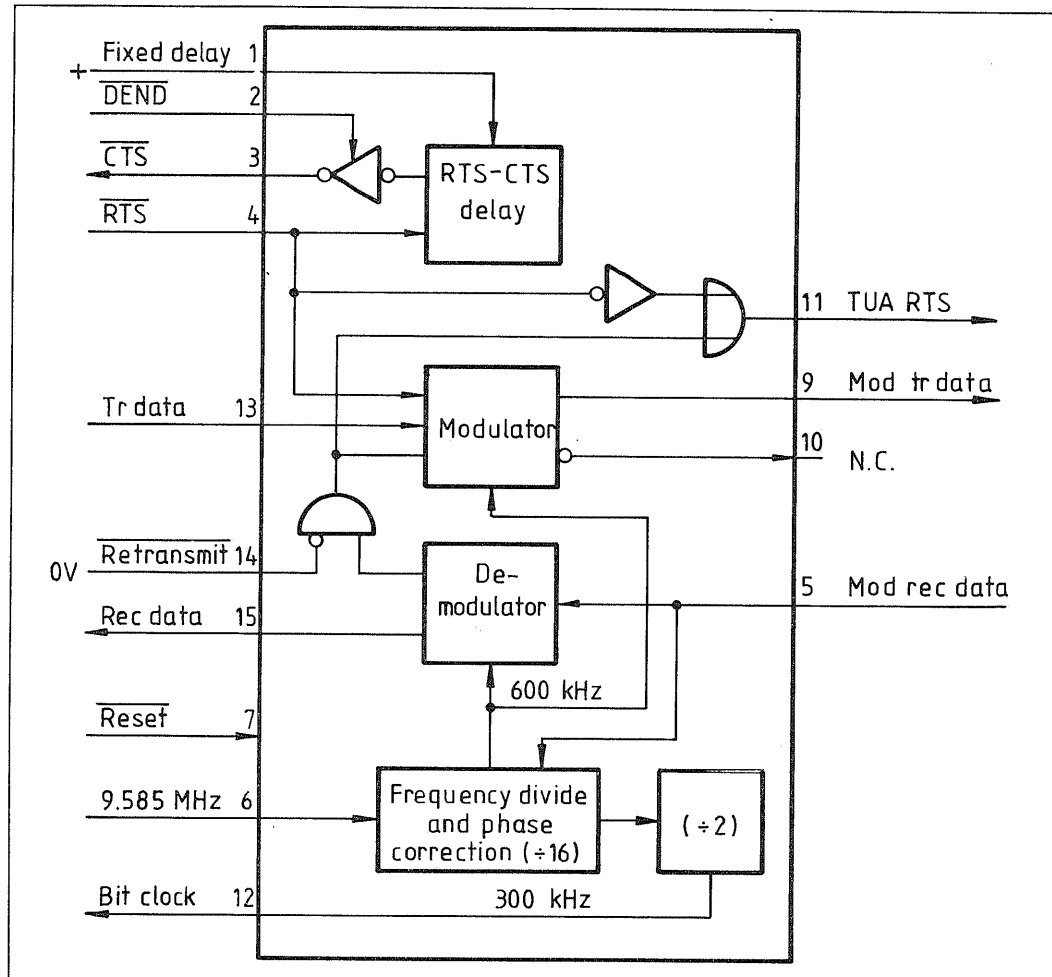 Fixed delay 1
+
DEND
2
CTS 3
RTS
4
RTS-CTS
delay
11 TUA RTS
9 Mod tr data
Tr data 13
Modulator
10
N.C.
Retransmit 14
0V
De-
modulator
5 Mod rec data
Rec data 15
600 kHz
Reset
7
9.585 MHz 6
Frequency divide
and phase
correction (÷16)
(÷2)
Bit clock 12
300 kHz